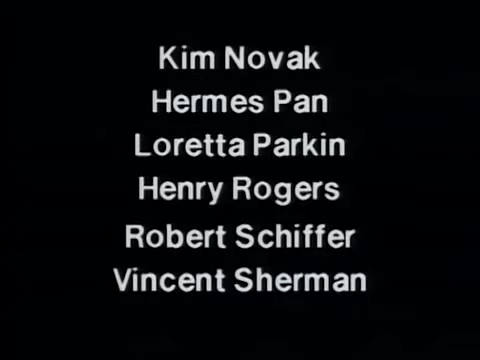 Kim Novak
Hermes Pan
Loretta Parkin
Henry Rogers
Robert Schiffer
Vincent Sherman